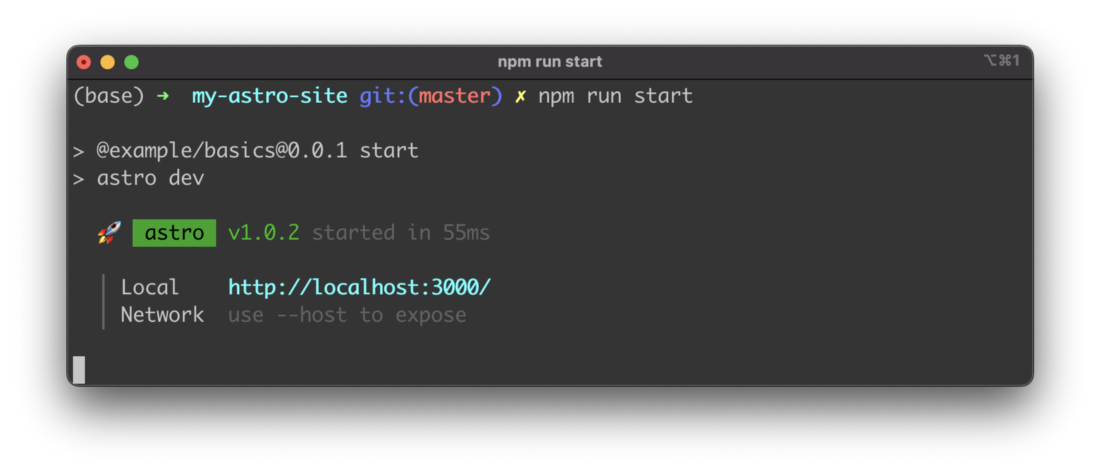 npm run start
⌥⌘1
(base) ➜ my-astro-site git:(master) ✗ npm run start
> @example/basics@0.0.1 start
> astro dev
🚀 astro v1.0.2 started in 55ms
Local http://localhost:3000/
Network use --host to expose